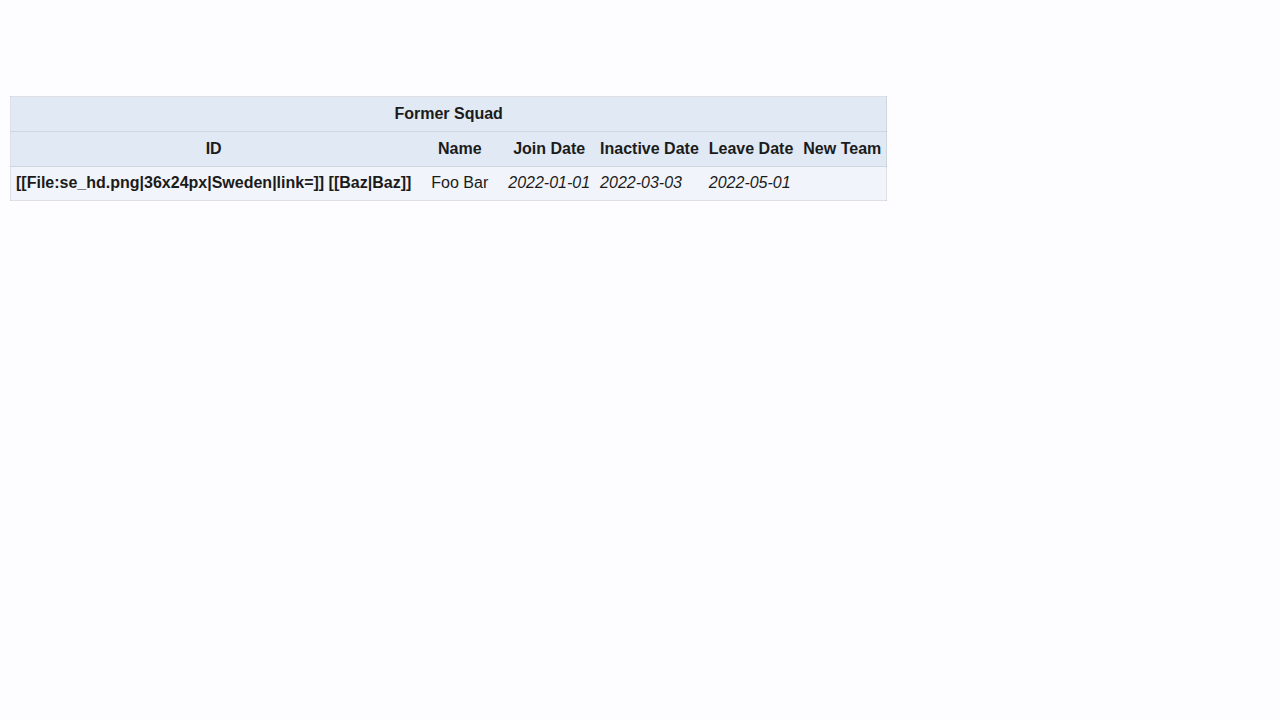 Former Squad
ID Name Join Date Inactive Date Leave Date New Team
[[File:se_hd.png|36x24px|Sweden|link=]] [[Baz|Baz]] Foo Bar 2022-01-01 2022-03-03 2022-05-01